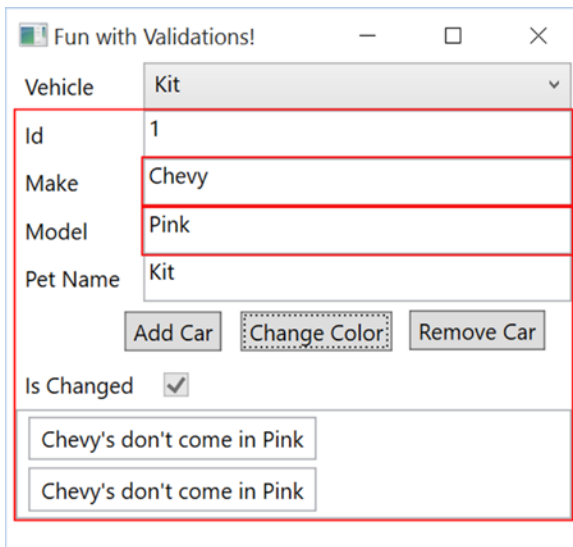 Fun with Validations!
Vehicle Kit
Id 1
Make Chevy
Model Pink
Pet Name Kit
Add Car Change Color Remove Car
Is Changed
Chevy's don't come in Pink
Chevy's don't come in Pink